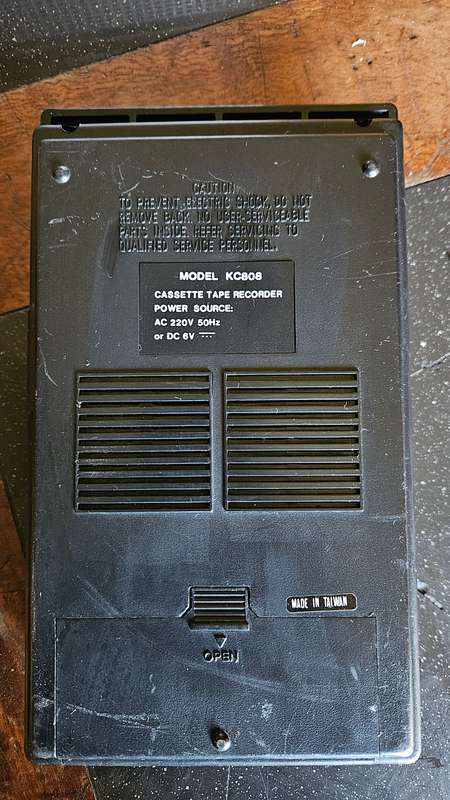 CAUTION
TO PREVENT ELECTRIC SHOCK, DO NOT
REMOVE BACK. NO USER-SERVICEABLE
PARTS INSIDE. REFER SERVICING TO
QUALIFIED SERVICE PERSONNEL.
MODEL KC808
CASSETTE TAPE RECORDER
POWER SOURCE:
AC 220V 50Hz
or DC 6V ⎓
MADE IN TAIWAN
OPEN